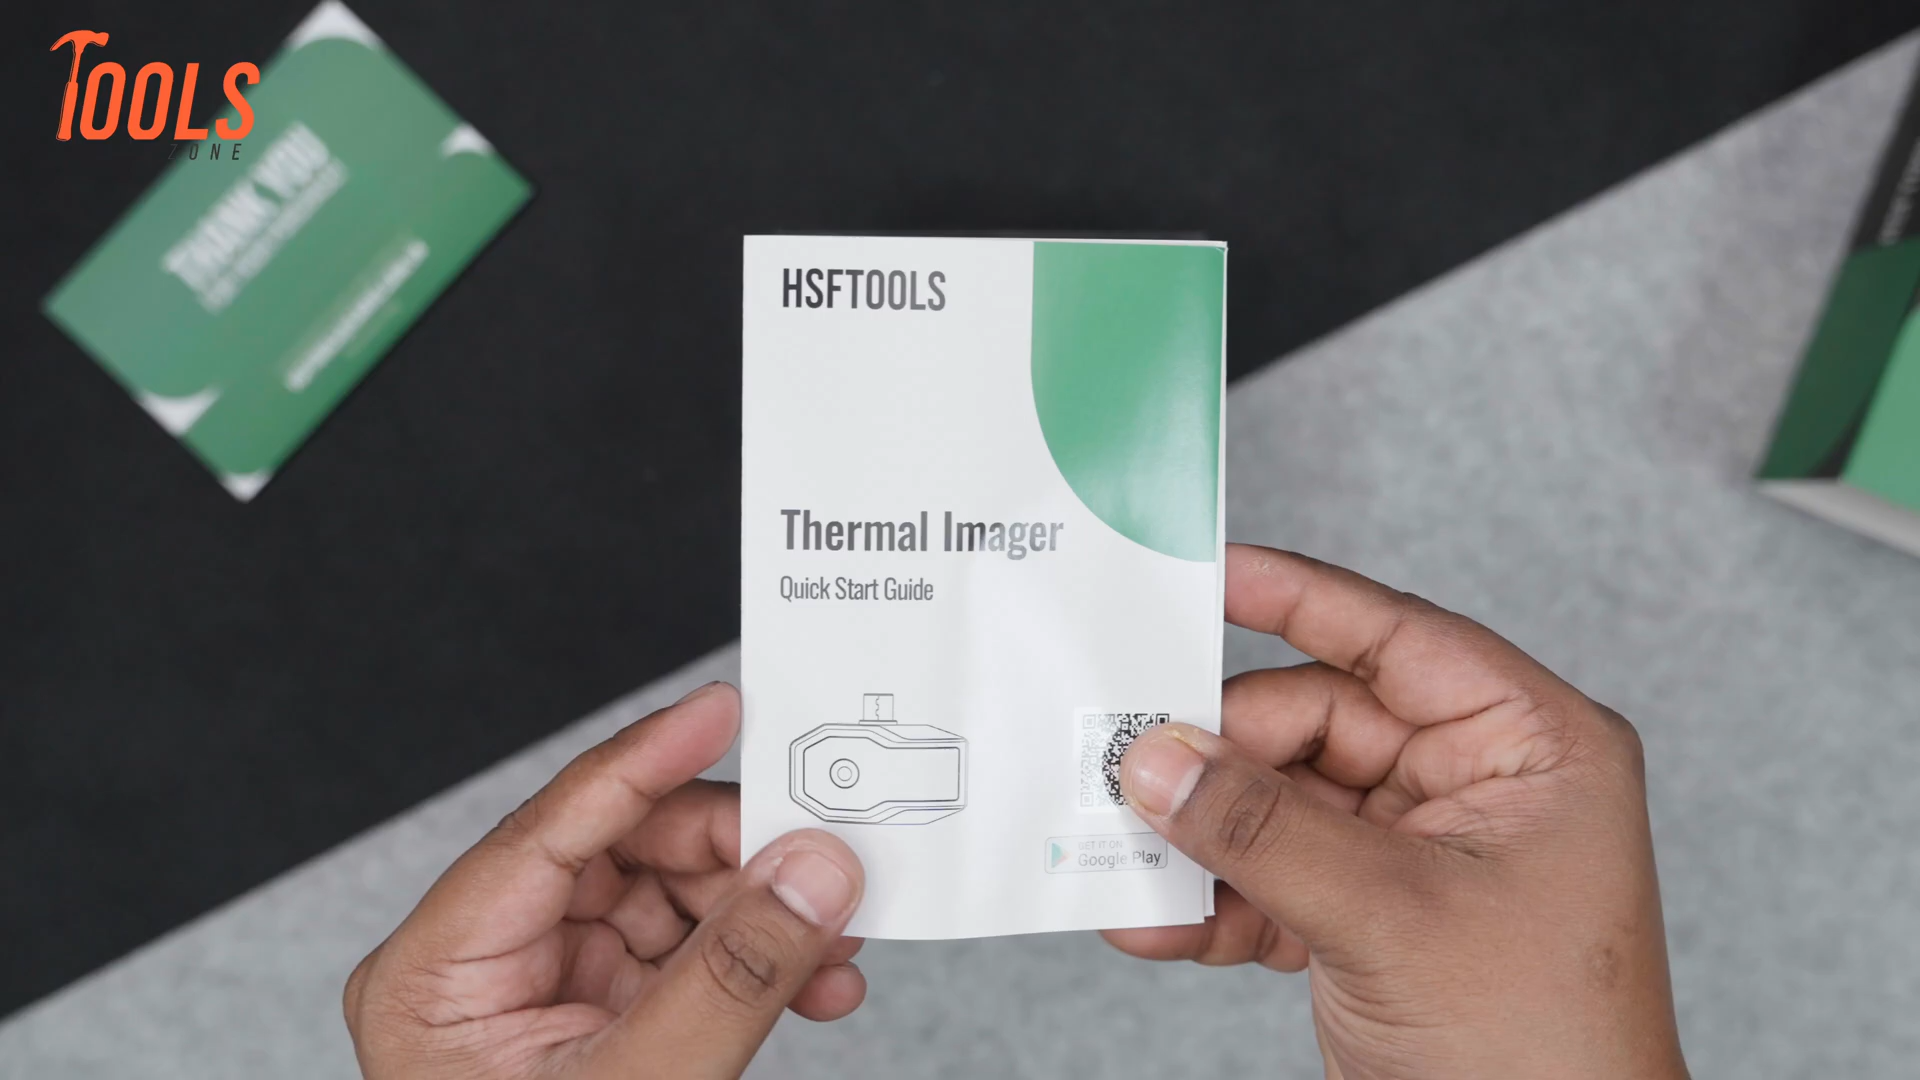 TOOLS
ZONE
THANK YOU
HSFTOOLS
Thermal Imager
Quick Start Guide
GET IT ON
Google Play